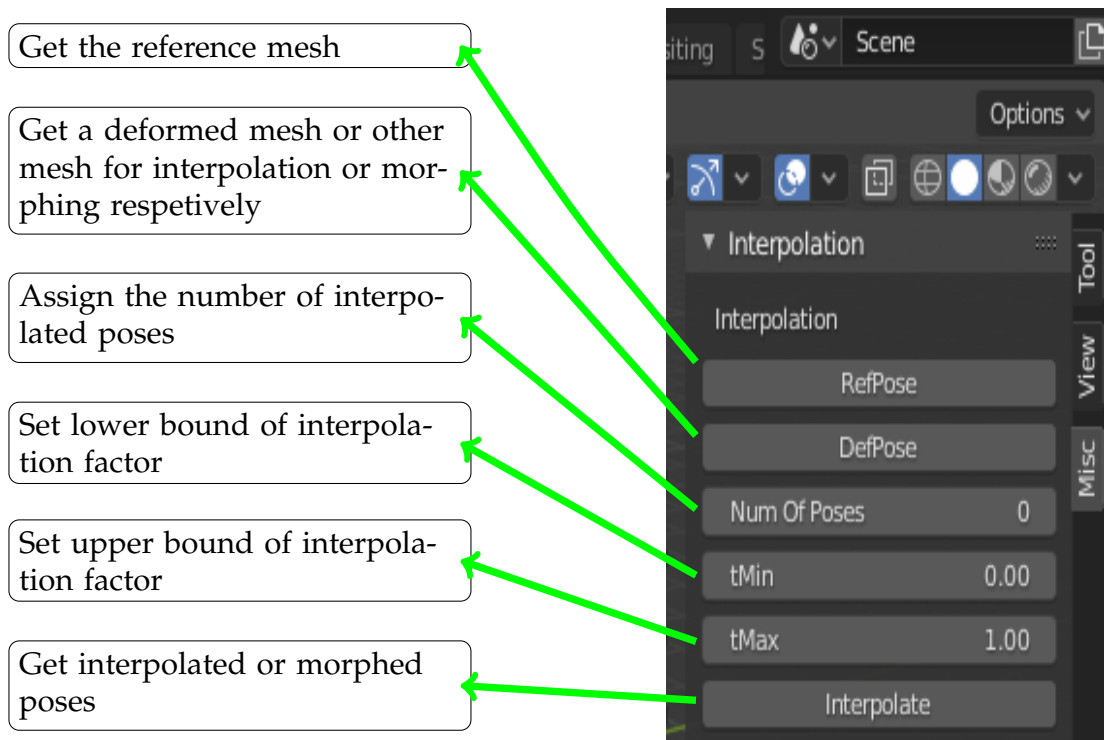 Get the reference mesh
Get a deformed mesh or other
mesh for interpolation or mor-
phing respetively
Assign the number of interpo-
lated poses
Set lower bound of interpola-
tion factor
Set upper bound of interpola-
tion factor
Get interpolated or morphed
poses
siting S Scene
Options
Interpolation
Interpolation
RefPose
DefPose
Num Of Poses 0
tMin 0.00
tMax 1.00
Interpolate
Tool
View
Misc